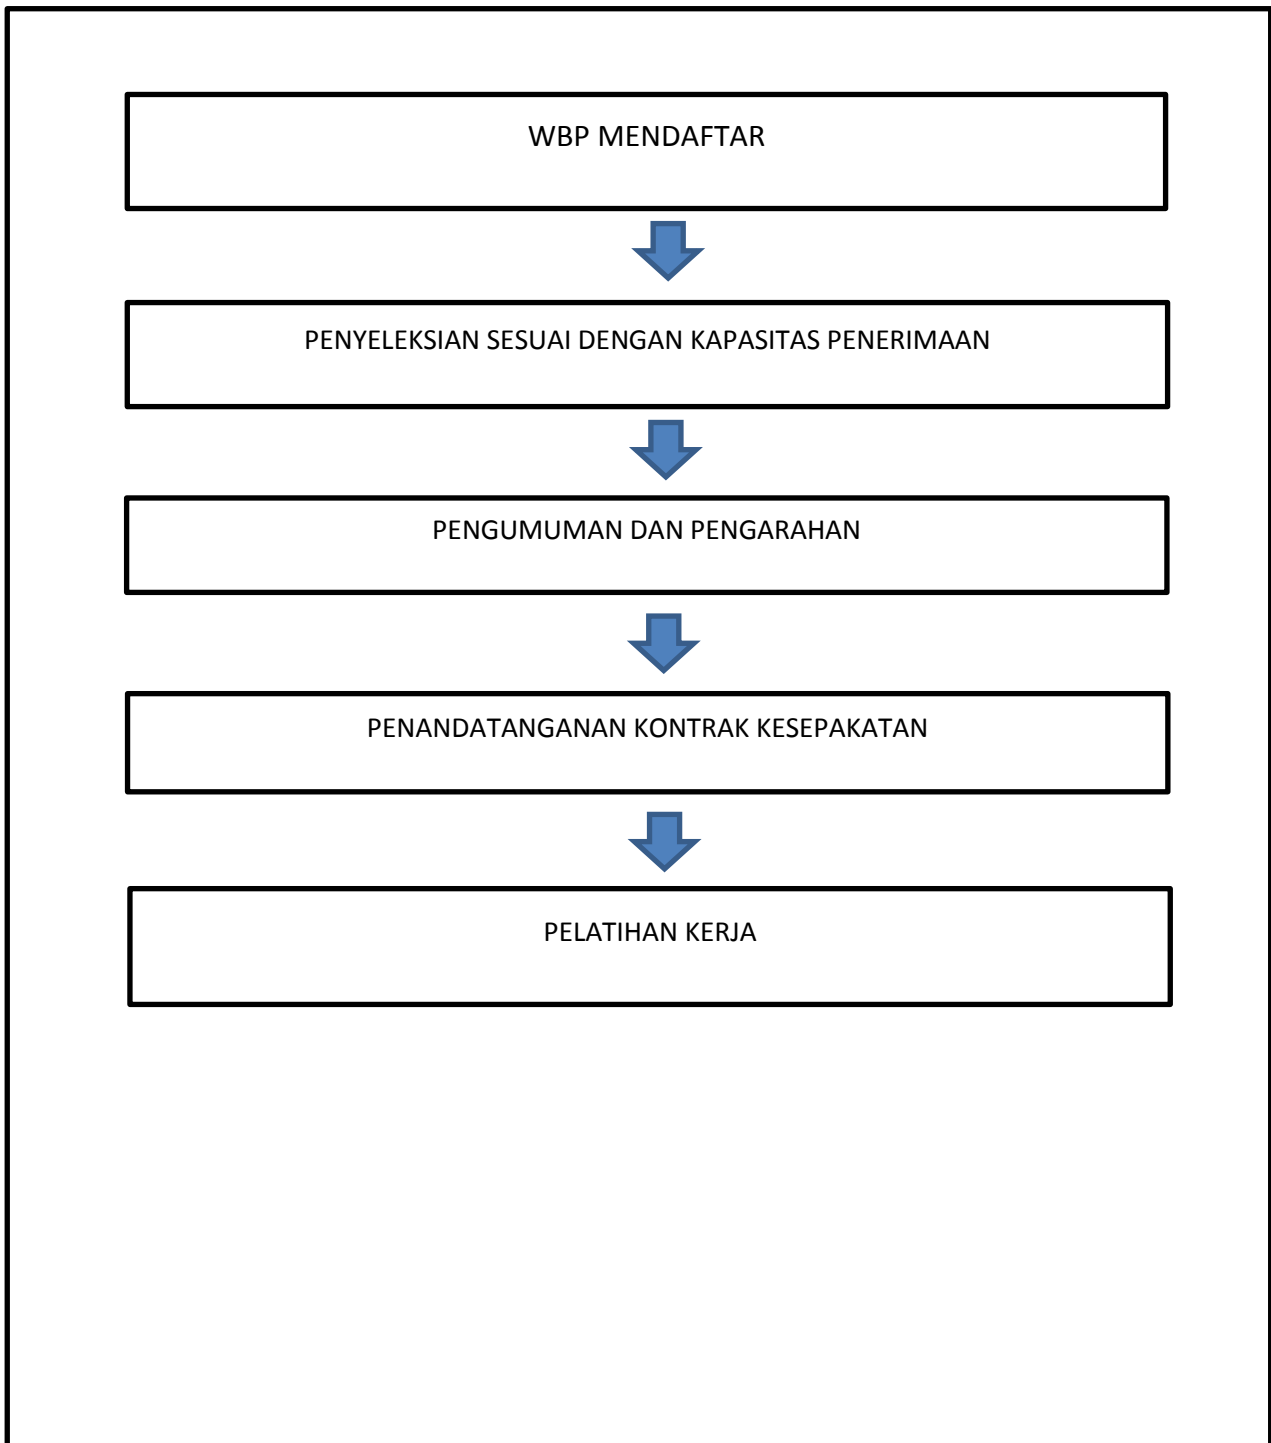 WBP MENDAFTAR
PENYELEKSIAN SESUAI DENGAN KAPASITAS PENERIMAAN
PENGUMUMAN DAN PENGARAHAN
PENANDATANGANAN KONTRAK KESEPAKATAN
PELATIHAN KERJA